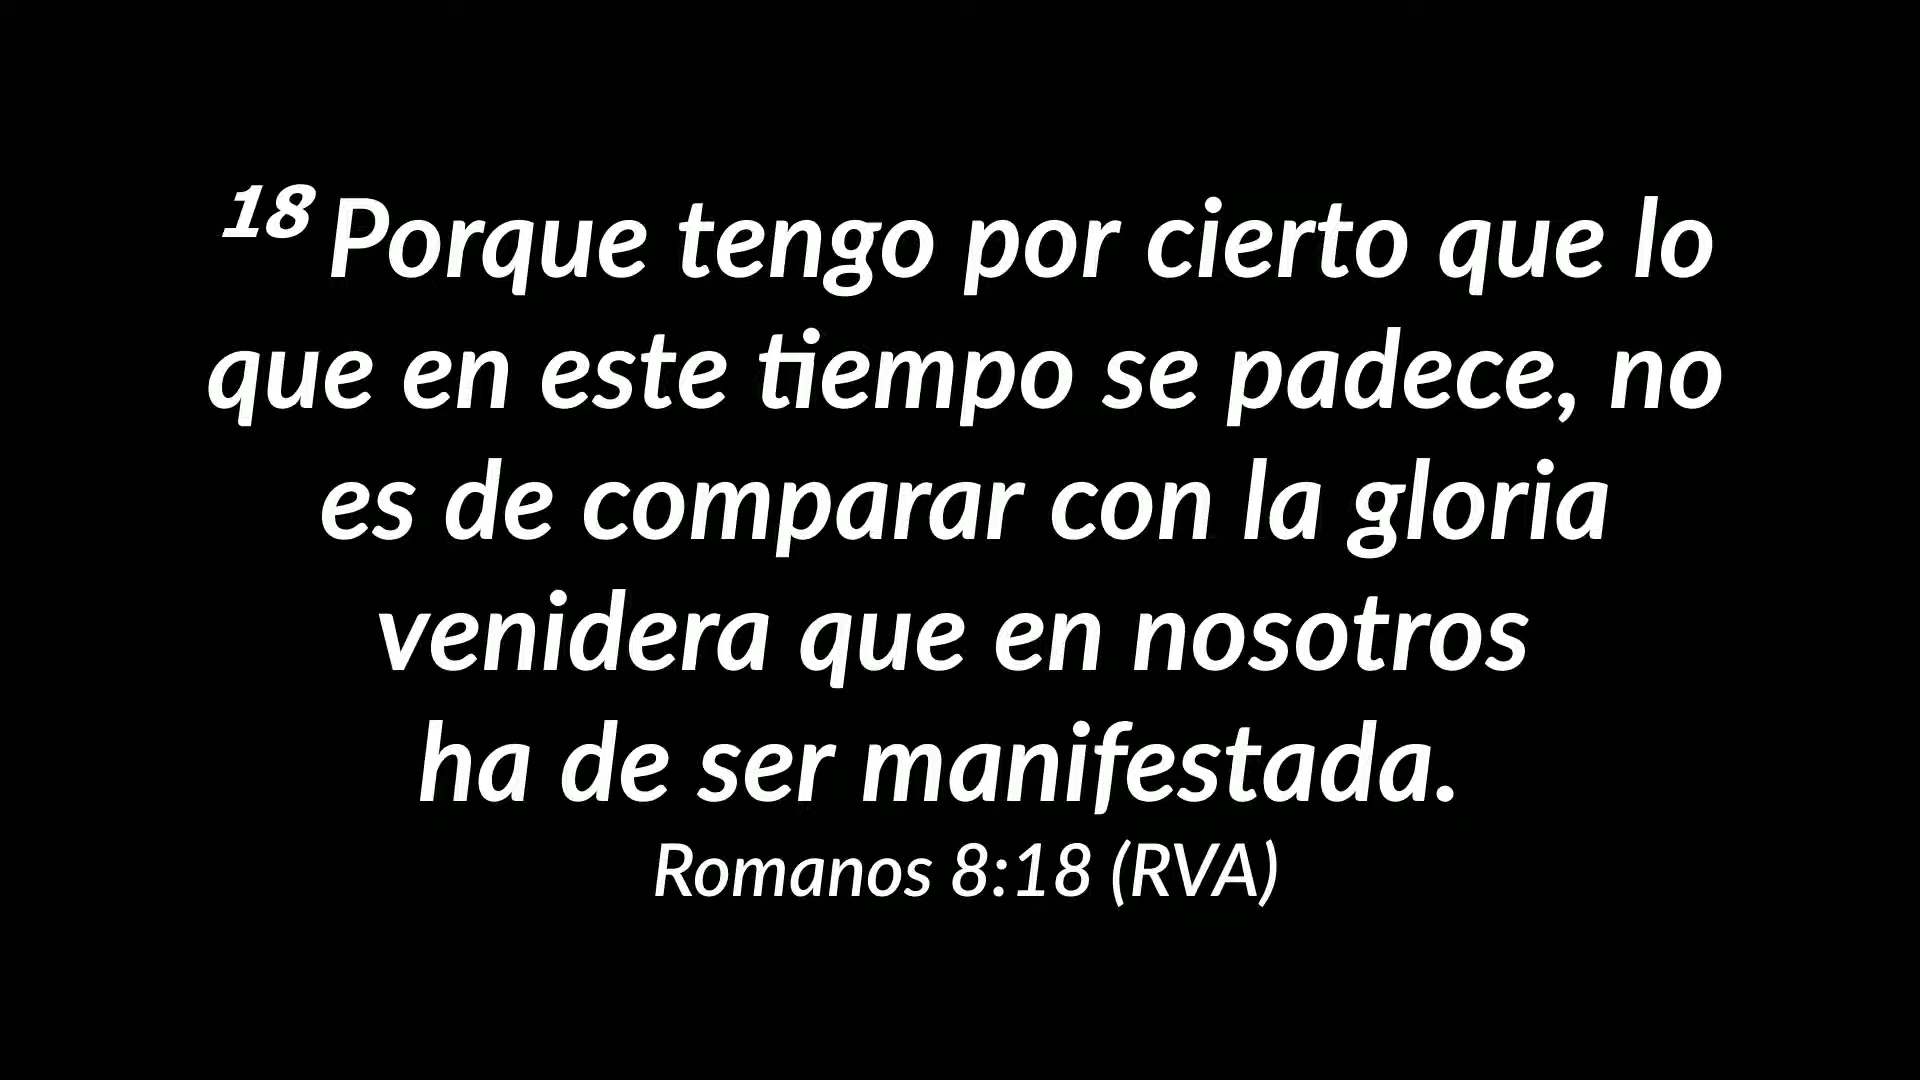 18 Porque tengo por cierto que lo
que en este tiempo se padece, no
es de comparar con la gloria
venidera que en nosotros
ha de ser manifestada.
Romanos 8:18 (RVA)